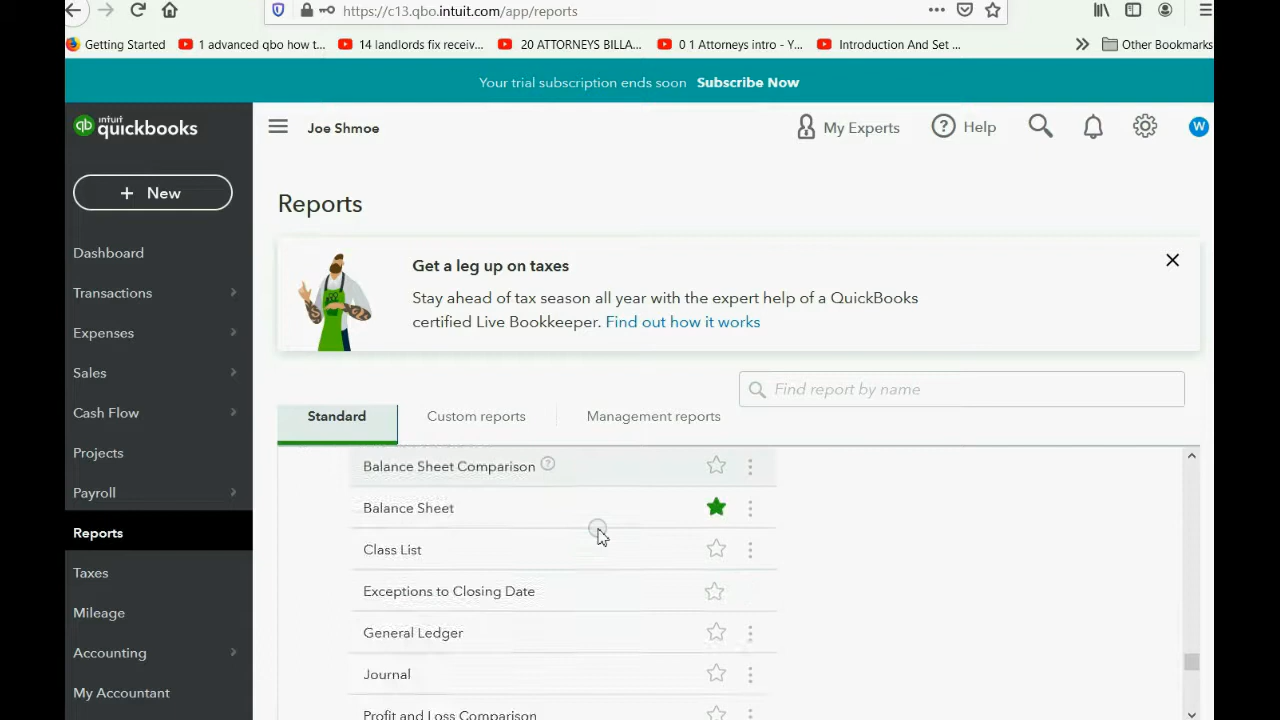 https://c13.qbo.intuit.com/app/reports
Getting Started
1 advanced qbo how t...
14 landlords fix receiv...
20 ATTORNEYS BILLA...
0 1 Attorneys intro - Y...
Introduction And Set ...
Other Bookmarks
Your trial subscription ends soon Subscribe Now
qb intuit quickbooks
Joe Shmoe
My Experts
Help
W
+ New
Reports
Dashboard
Transactions
Expenses
Sales
Cash Flow
Projects
Payroll
Reports
Taxes
Mileage
Accounting
My Accountant
Get a leg up on taxes
Stay ahead of tax season all year with the expert help of a QuickBooks
certified Live Bookkeeper. Find out how it works
Find report by name
Standard
Custom reports
Management reports
Balance Sheet Comparison
Balance Sheet
Class List
Exceptions to Closing Date
General Ledger
Journal
Profit and Loss Comparison